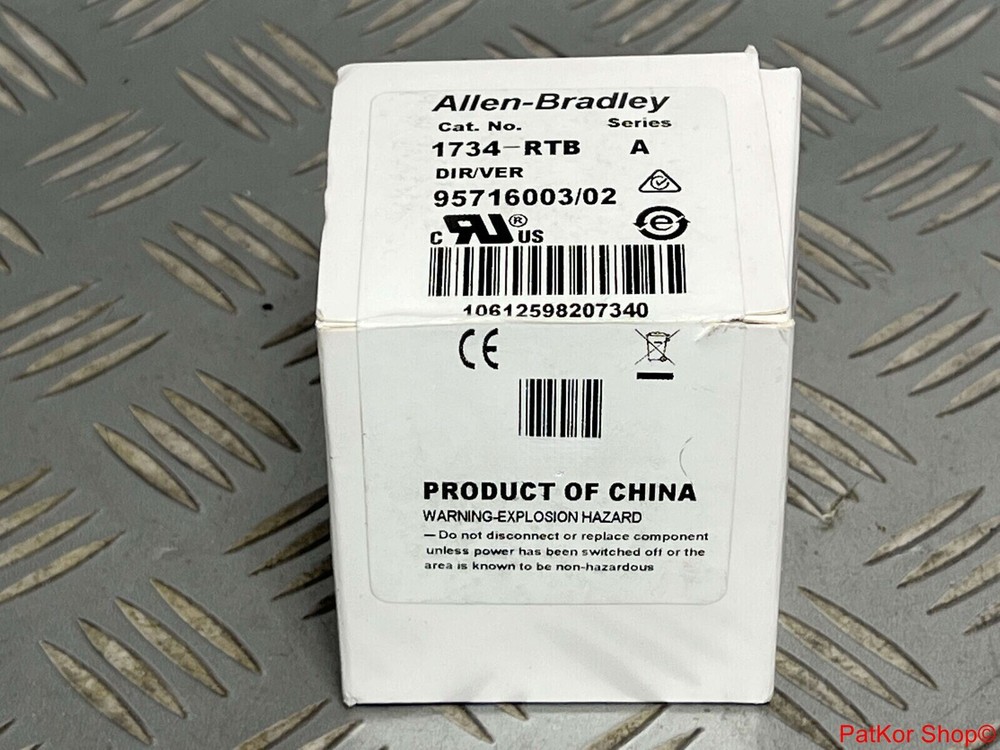 Allen-Bradley
Cat. No. Series
1734-RTB A
DIR/VER
95716003/02
c RU ® US
10612598207340
CE
PRODUCT OF CHINA
WARNING-EXPLOSION HAZARD
— Do not disconnect or replace component
unless power has been switched off or the
area is known to be non-hazardous
PatKor Shop©